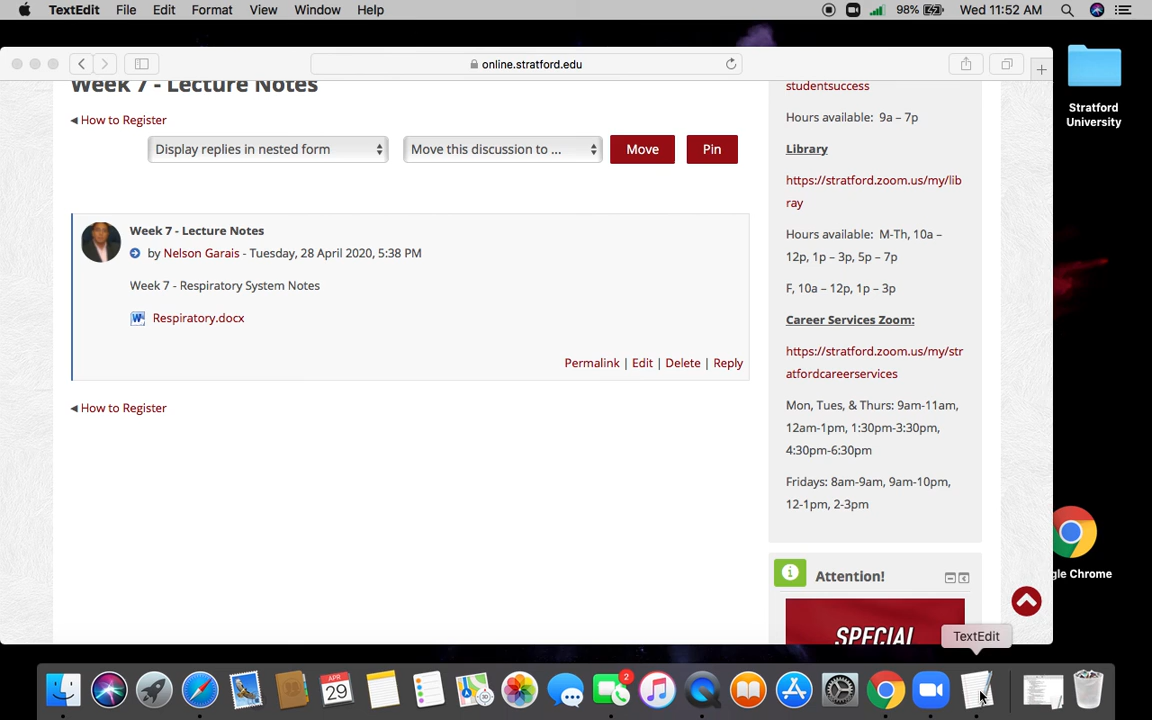 TextEdit File Edit Format View Window Help 98% Wed 11:52 AM
online.stratford.edu
Week 7 - Lecture Notes
How to Register
Display replies in nested form
Move this discussion to ...
Move
Pin
Week 7 - Lecture Notes
by Nelson Garais - Tuesday, 28 April 2020, 5:38 PM
Week 7 - Respiratory System Notes
W Respiratory.docx
Permalink | Edit | Delete | Reply
How to Register
studentsuccess
Hours available: 9a – 7p
Library
https://stratford.zoom.us/my/lib
ray
Hours available: M-Th, 10a –
12p, 1p – 3p, 5p – 7p
F, 10a – 12p, 1p – 3p
Career Services Zoom:
https://stratford.zoom.us/my/str
atfordcareerservices
Mon, Tues, & Thurs: 9am-11am,
12am-1pm, 1:30pm-3:30pm,
4:30pm-6:30pm
Fridays: 8am-9am, 9am-10pm,
12-1pm, 2-3pm
Attention!
SPECIAL
Stratford
University
gle Chrome
TextEdit
APR
29
2